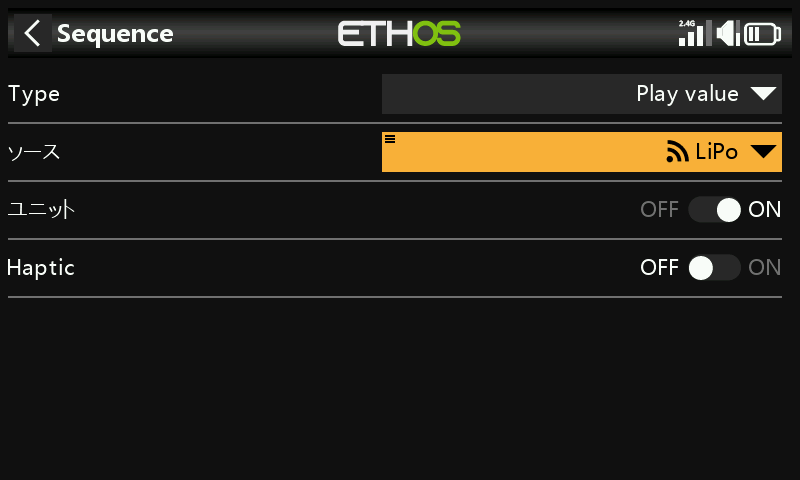 Sequence ETHOS 2.4G
Type Play value
ソース LiPo
ユニット OFF ON
Haptic OFF ON